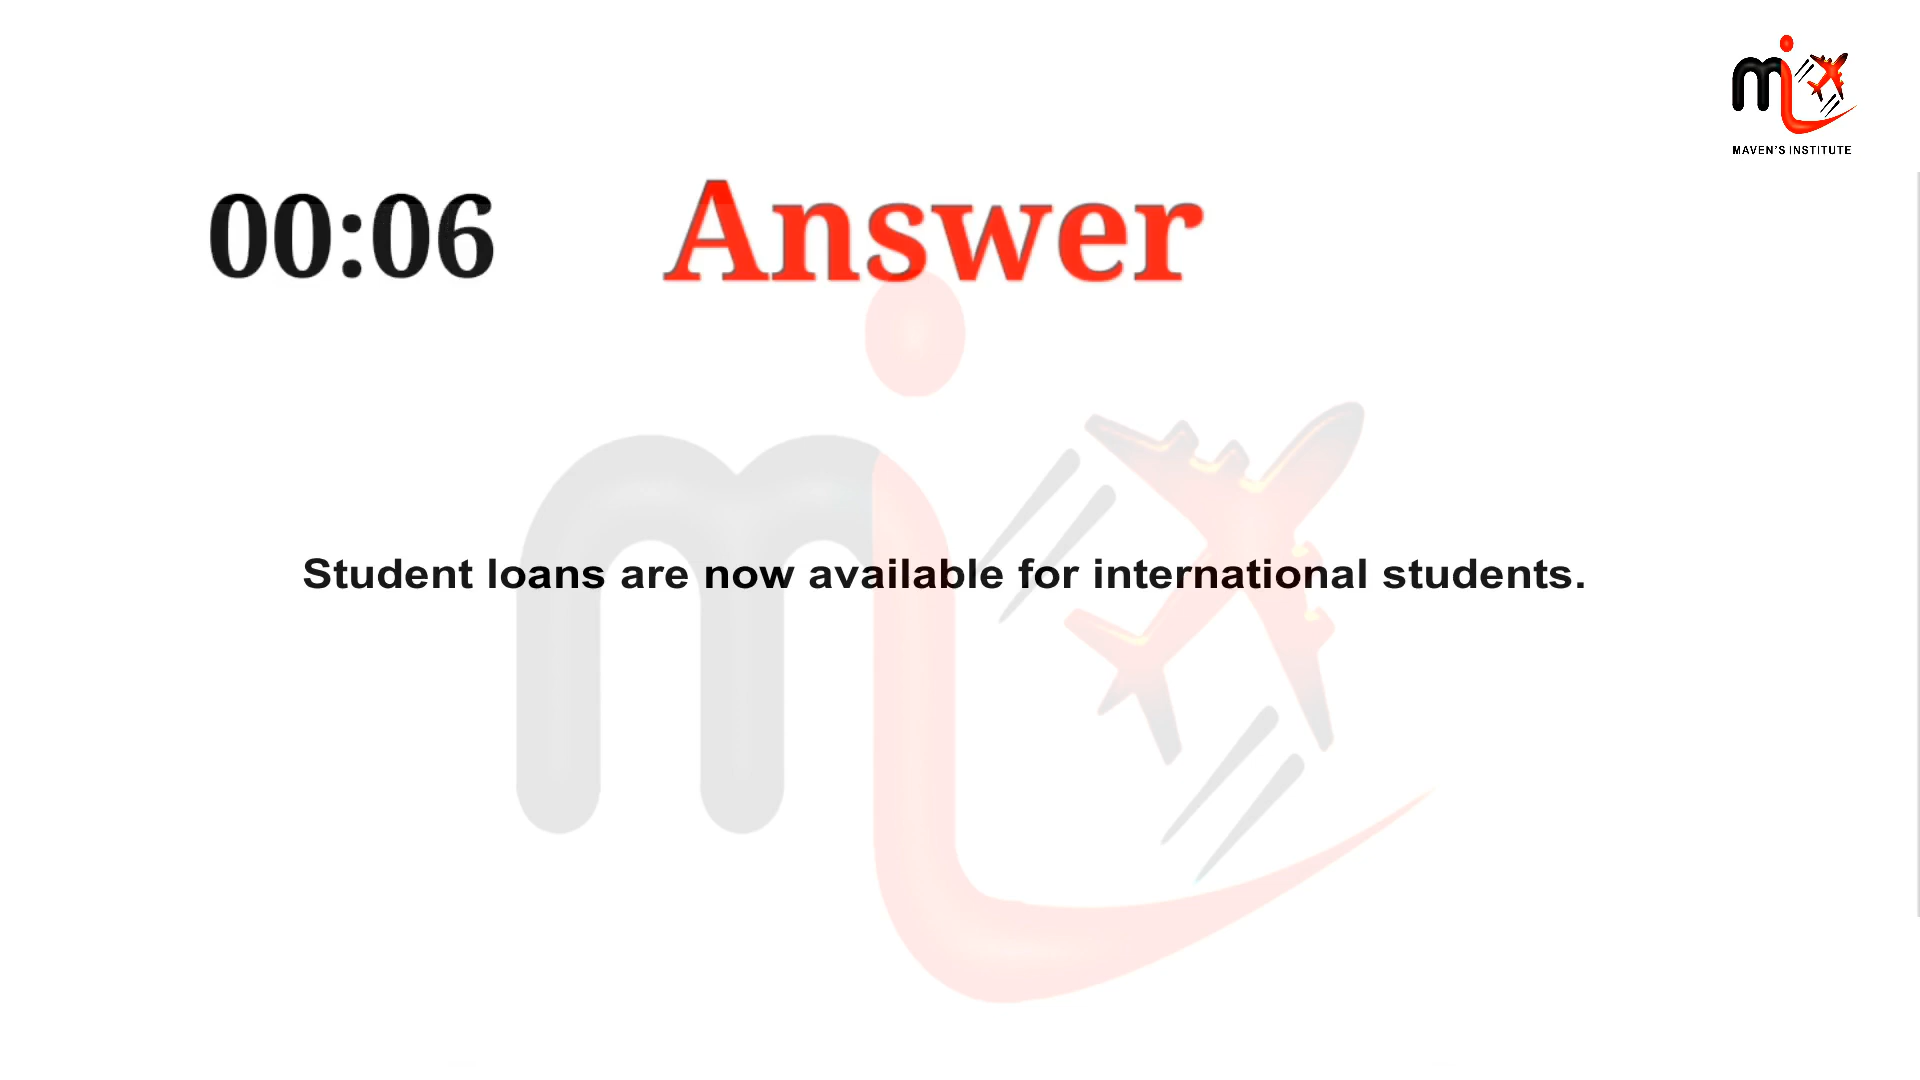 MAVEN'S INSTITUTE
00:06 Answer
Student loans are now available for international students.